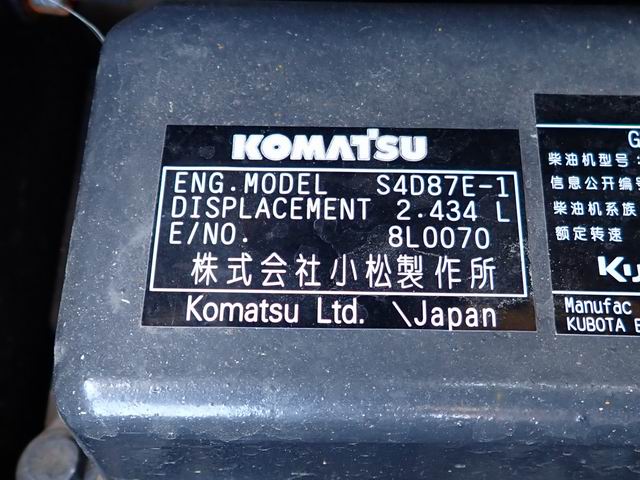 KOMATSU
ENG.MODEL S4D87E-1
DISPLACEMENT 2.434 L
E/NO. 8L0070
株式会社小松製作所
Komatsu Ltd. \Japan
柴油机型号:
信息公开编号
柴油机系族
额定转速
Manufac
KUBOTA